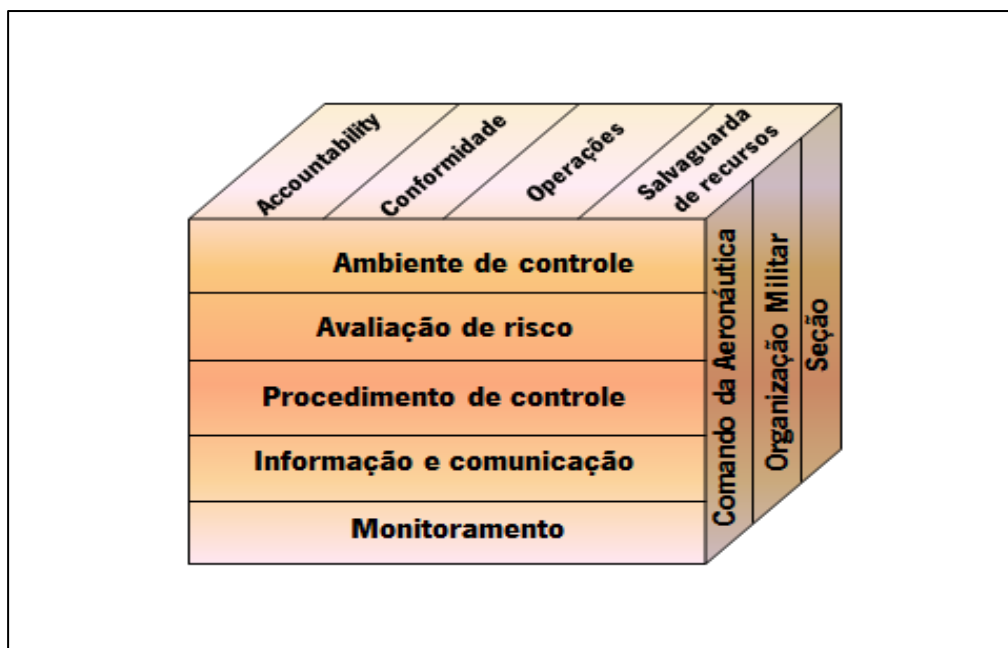 Accountability
Conformidade
Operações
Salvaguarda
de recursos
Ambiente de controle
Avaliação de risco
Procedimento de controle
Informação e comunicação
Monitoramento
Comando da Aeronáutica
Organização Militar
Seção